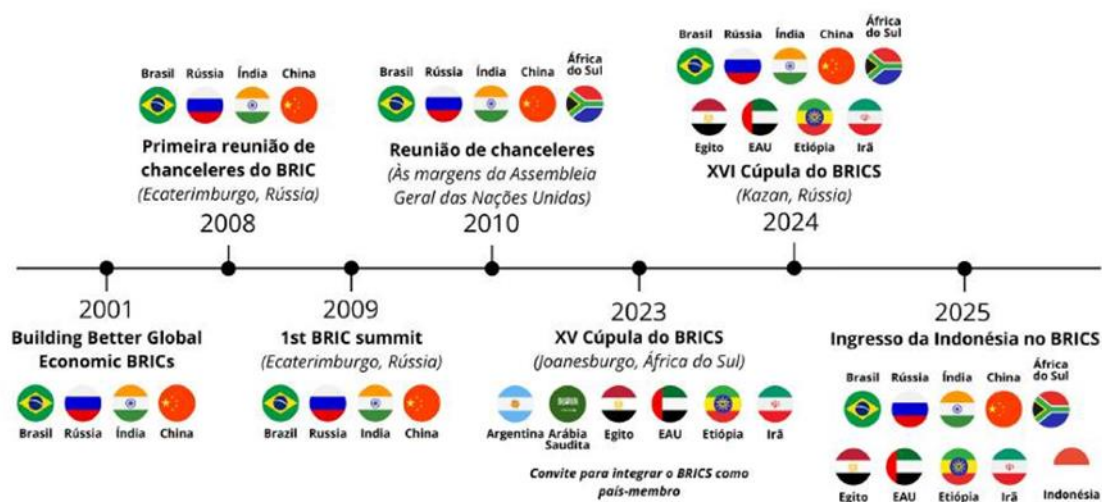 Brasil Rússia Índia China
Primeira reunião de
chanceleres do BRIC
(Ecaterimburgo, Rússia)
2008
Brasil Rússia Índia China África
do Sul
Reunião de chanceleres
(Às margens da Assembleia
Geral das Nações Unidas)
2010
Brasil Rússia Índia China África
do Sul
Egito EAU Etiópia Irã
XVI Cúpula do BRICS
(Kazan, Rússia)
2024
2001
Building Better Global
Economic BRICs
Brasil Rússia Índia China
2009
1st BRIC summit
(Ecaterimburgo, Rúsia)
Brazil Russia India China
2023
XV Cúpula do BRICS
(Joanesburgo, África do Sul)
Argentina Arábia
Saudita Egito EAU Etiópia Irã
Convite para integrar o BRICS como
país-membro
2025
Ingresso da Indonésia no BRICS
Brasil Rússia Índia China África
do Sul
Egito EAU Etiópia Irã Indonésia